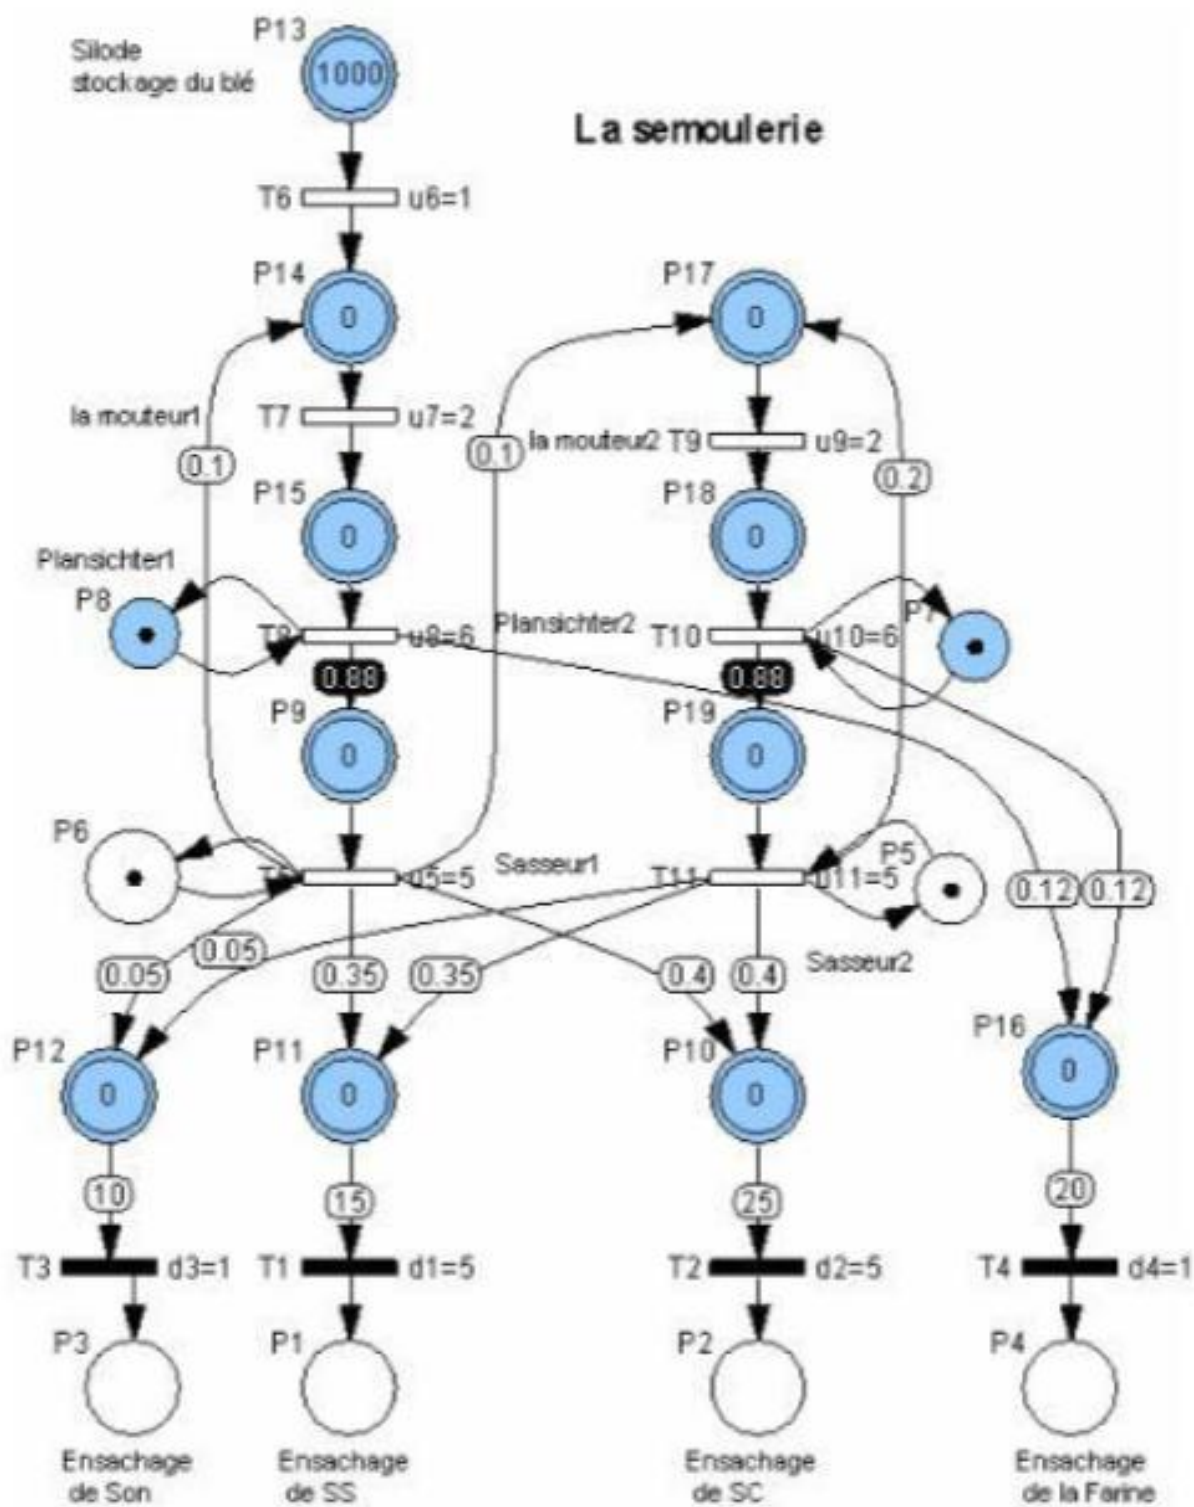 P13
Silode
stockage du blé
1000
La semoulerie
T6
u6=1
P14
0
P17
0
la mouteur1
T7
u7=2
0.1
0.1
la mouteur2
T9
u9=2
0.2
P15
0
P18
0
Plansichter1
P8
T8
u8=6
Plansichter2
T10
u10=6
0.88
0.88
P9
0
P19
0
P6
u5=5
Sasseur1
T11
u11=5
P5
0.12
0.12
0.05
0.05
0.35
0.35
0.4
0.4
Sasseur2
P12
0
P11
0
P10
0
P16
0
10
15
25
20
T3
d3=1
T1
d1=5
T2
d2=5
T4
d4=1
P3
P1
P2
P4
Ensachage
de Son
Ensachage
de SS
Ensachage
de SC
Ensachage
de la Farine